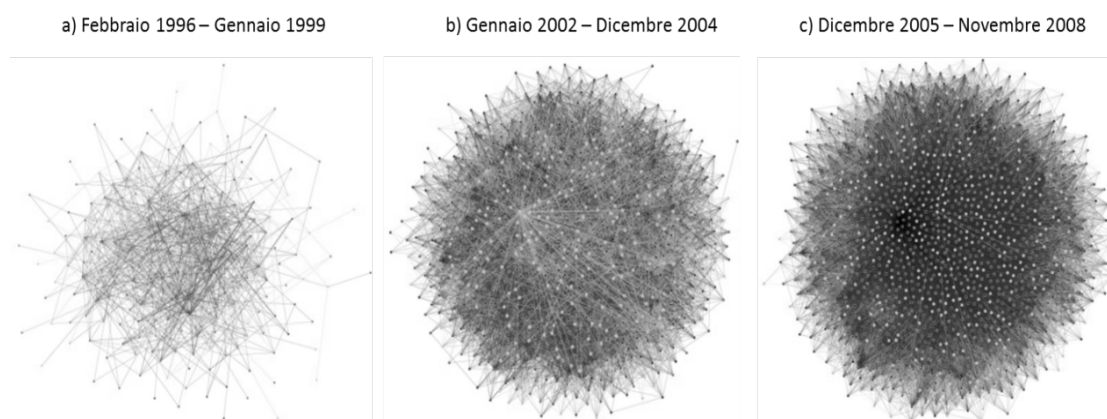 a) Febbraio 1996 – Gennaio 1999
b) Gennaio 2002 – Dicembre 2004
c) Dicembre 2005 – Novembre 2008